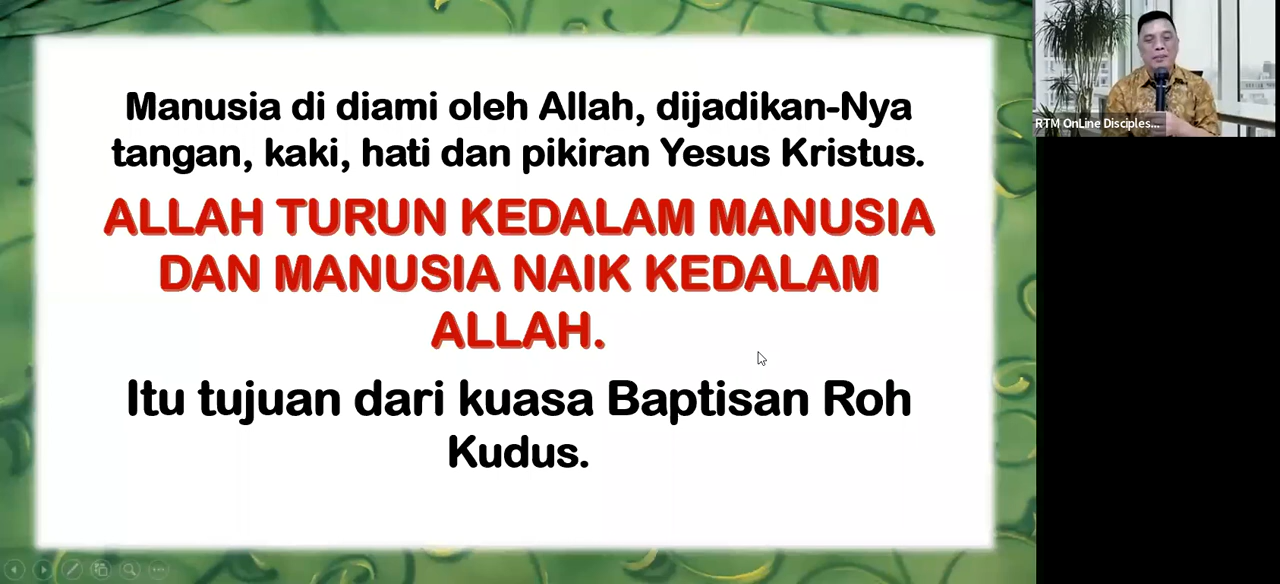 Manusia di diami oleh Allah, dijadikan-Nya
tangan, kaki, hati dan pikiran Yesus Kristus.
ALLAH TURUN KEDALAM MANUSIA
DAN MANUSIA NAIK KEDALAM
ALLAH.
Itu tujuan dari kuasa Baptisan Roh
Kudus.
RTM OnLine Disciples...